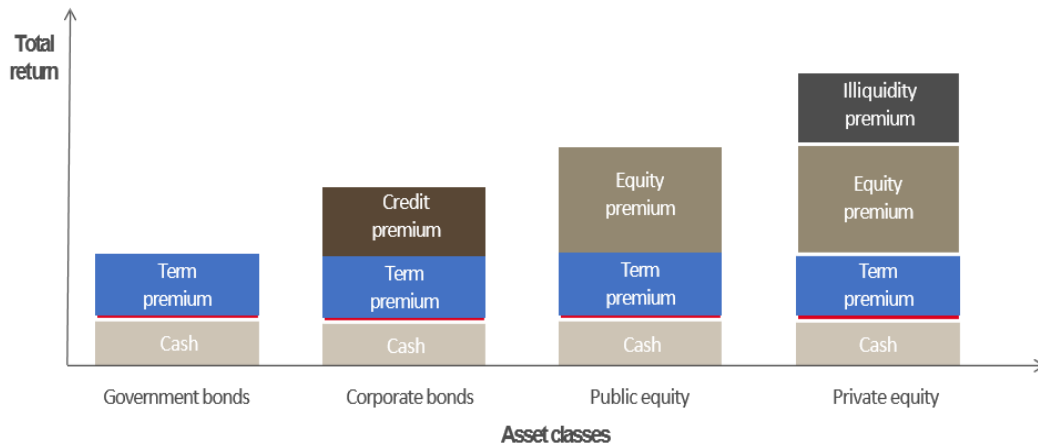 Total
return
Illiquidity
premium
Equity
premium
Equity
premium
Credit
premium
Term
premium
Term
premium
Term
premium
Term
premium
Cash
Cash
Cash
Cash
Government bonds
Corporate bonds
Public equity
Private equity
Asset classes